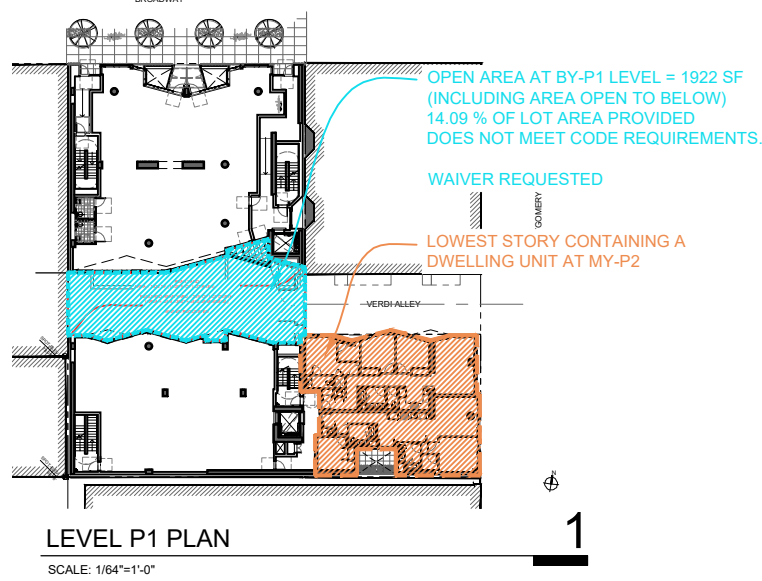 BROADWAY
OPEN AREA AT BY-P1 LEVEL = 1922 SF
(INCLUDING AREA OPEN TO BELOW)
14.09 % OF LOT AREA PROVIDED
DOES NOT MEET CODE REQUIREMENTS.
WAIVER REQUESTED
GOMERY
LOWEST STORY CONTAINING A
DWELLING UNIT AT MY-P2
VERDI ALLEY
N
LEVEL P1 PLAN
1
SCALE: 1/64"=1'-0"